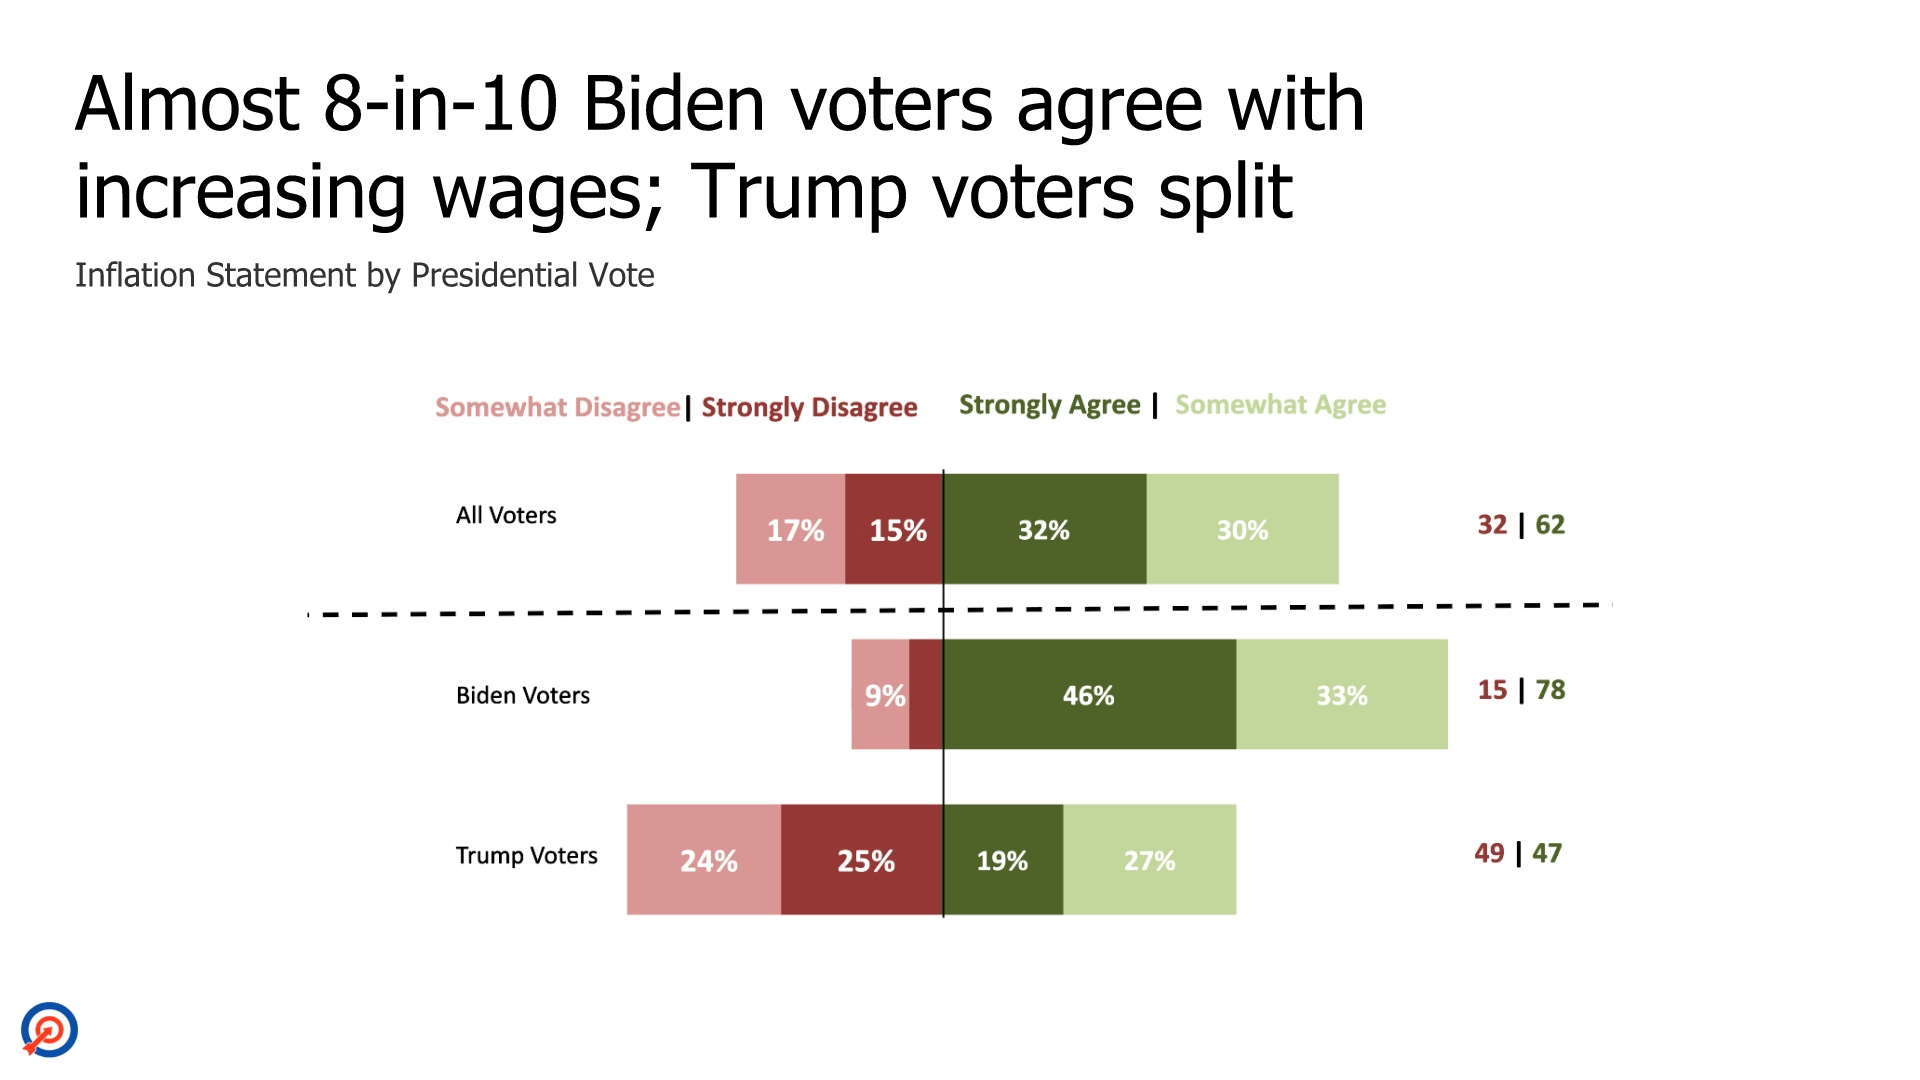 Almost 8-in-10 Biden voters agree with
increasing wages; Trump voters split
Inflation Statement by Presidential Vote
Somewhat Disagree| Strongly Disagree Strongly Agree | Somewhat Agree
All Voters 17% 15% 32% 30% 32 | 62
Biden Voters 9% 46% 33% 15 | 78
Trump Voters 24% 25% 19% 27% 49 | 47